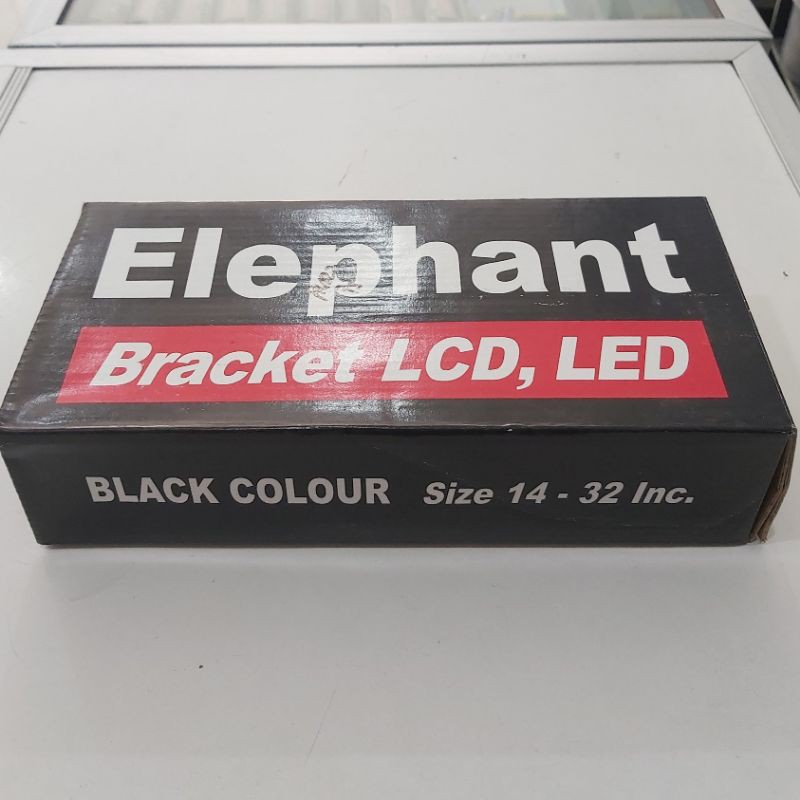 Elephant
Bracket LCD, LED
BLACK COLOUR Size 14 - 32 Inc.